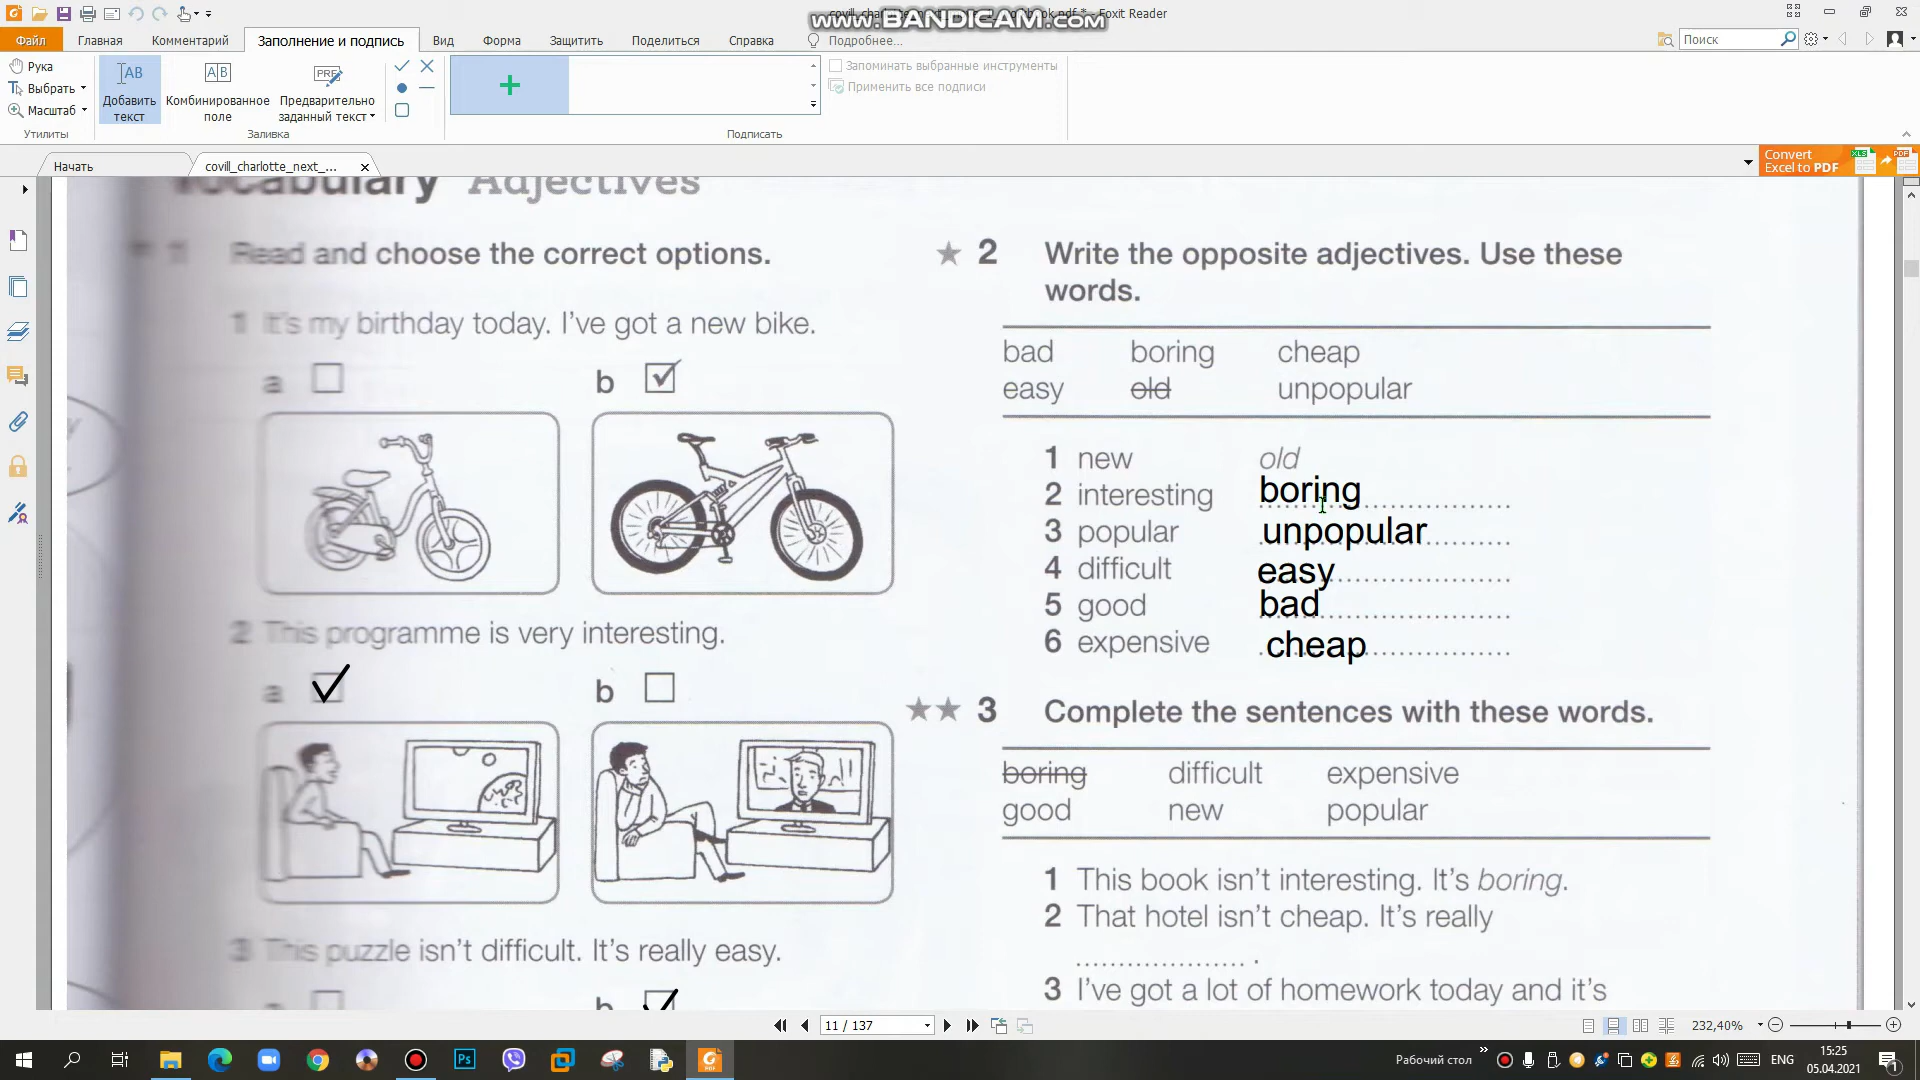 covill_charlotte_next_
www.BANDICAM.com
book.pdf * - Foxit Reader
Файл
Главная
Комментарий
Заполнение и подпись
Вид
Форма
Защитить
Поделиться
Справка
Подробнее...
Поиск
Рука
Выбрать
Масштаб
Утилиты
Добавить текст
Комбинированное поле
Предварительно заданный текст
Заливка
Запоминать выбранные инструменты
Применить все подписи
Подписать
Начать
covill_charlotte_next_...
Convert
Excel to PDF
Vocabulary Adjectives
1 Read and choose the correct options.
1 It's my birthday today. I've got a new bike.
a b
2 This programme is very interesting.
a b
3 This puzzle isn't difficult. It's really easy.
a b
2 Write the opposite adjectives. Use these
words.
bad boring cheap
easy old unpopular
1 new old
2 interesting boring
3 popular unpopular
4 difficult easy
5 good bad
6 expensive cheap
3 Complete the sentences with these words.
boring difficult expensive
good new popular
1 This book isn't interesting. It's boring.
2 That hotel isn't cheap. It's really
.................... .
3 I've got a lot of homework today and it's
11 / 137
232,40%
Рабочий стол
ENG
15:25
05.04.2021